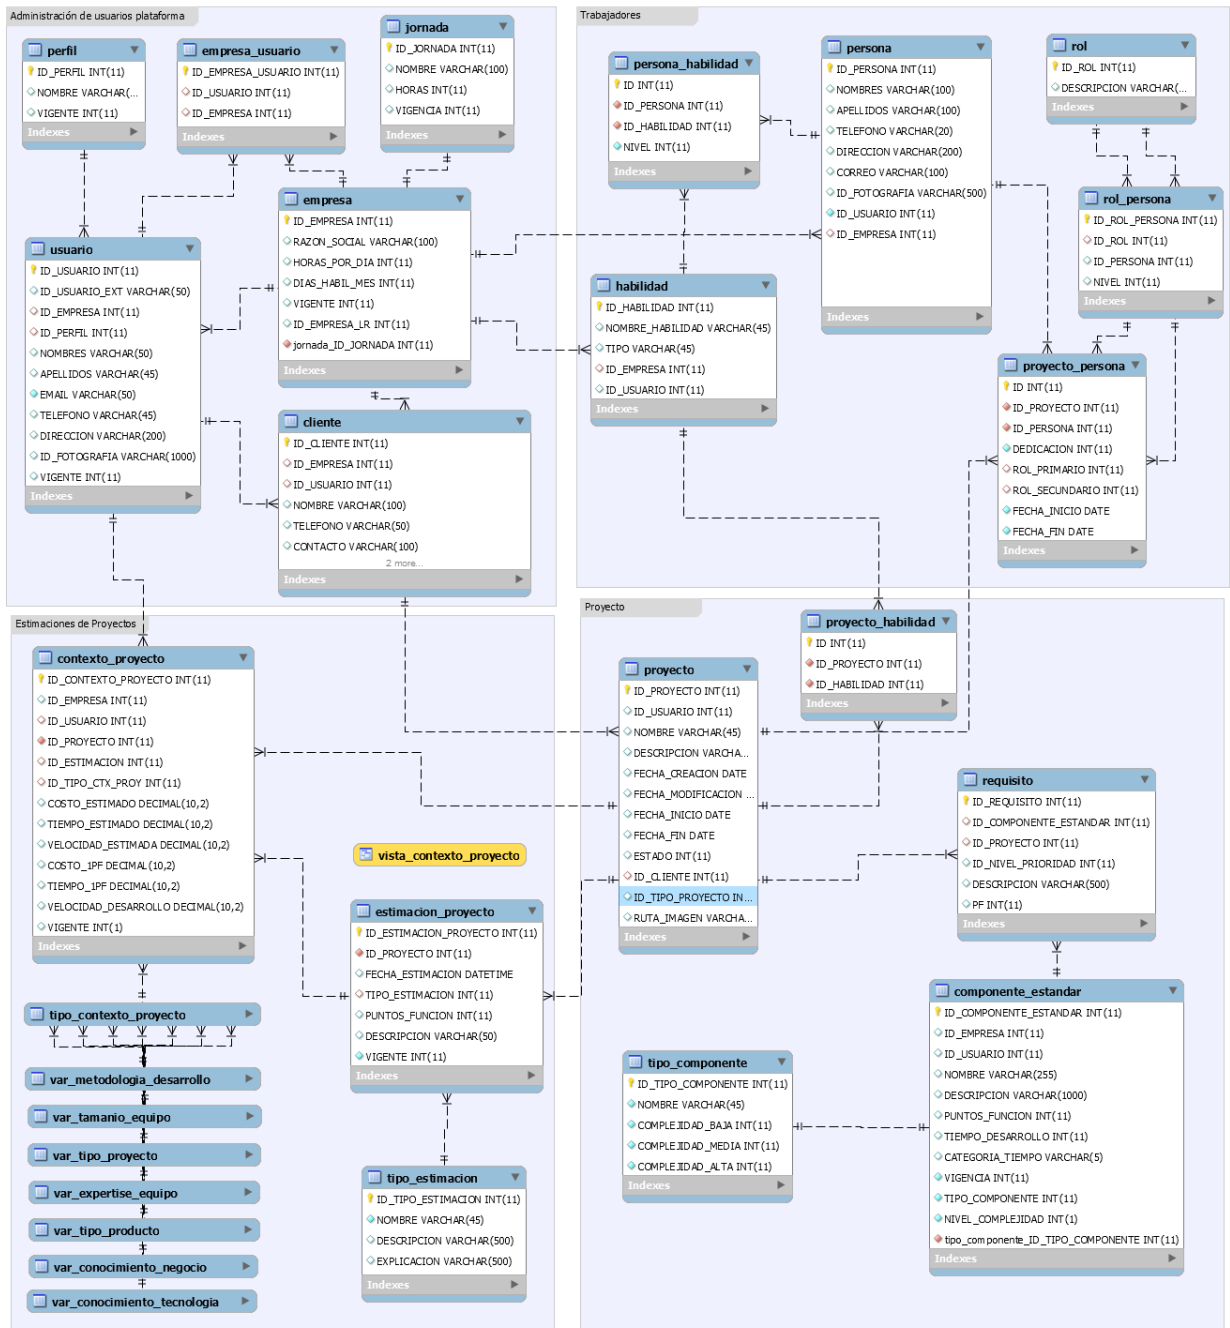 Administración de usuarios plataforma
perfil
ID_PERFIL INT(11)
NOMBRE VARCHAR(...
VIGENTE INT(11)
Indexes
empresa_usuario
ID_EMPRESA_USUARIO INT(11)
ID_USUARIO INT(11)
ID_EMPRESA INT(11)
Indexes
jornada
ID_JORNADA INT(11)
NOMBRE VARCHAR(100)
HORAS INT(11)
VIGENCIA INT(11)
Indexes
usuario
ID_USUARIO INT(11)
ID_USUARIO_EXT VARCHAR(50)
ID_EMPRESA INT(11)
ID_PERFIL INT(11)
NOMBRES VARCHAR(50)
APELLIDOS VARCHAR(45)
EMAIL VARCHAR(50)
TELEFONO VARCHAR(45)
DIRECCION VARCHAR(200)
ID_FOTOGRAFIA VARCHAR(1000)
VIGENTE INT(11)
Indexes
empresa
ID_EMPRESA INT(11)
RAZON_SOCIAL VARCHAR(100)
HORAS_POR_DIA INT(11)
DIAS_HABIL_MES INT(11)
VIGENTE INT(11)
ID_EMPRESA_LR INT(11)
jornada_ID_JORNADA INT(11)
Indexes
cliente
ID_CLIENTE INT(11)
ID_EMPRESA INT(11)
ID_USUARIO INT(11)
NOMBRE VARCHAR(100)
TELEFONO VARCHAR(50)
CONTACTO VARCHAR(100)
2 more...
Indexes
Trabajadores
persona_habilidad
ID INT(11)
ID_PERSONA INT(11)
ID_HABILIDAD INT(11)
NIVEL INT(11)
Indexes
persona
ID_PERSONA INT(11)
NOMBRES VARCHAR(100)
APELLIDOS VARCHAR(100)
TELEFONO VARCHAR(20)
DIRECCION VARCHAR(200)
CORREO VARCHAR(100)
ID_FOTOGRAFIA VARCHAR(500)
ID_USUARIO INT(11)
ID_EMPRESA INT(11)
Indexes
rol
ID_ROL INT(11)
DESCRIPCION VARCHAR(...
Indexes
rol_persona
ID_ROL_PERSONA INT(11)
ID_ROL INT(11)
ID_PERSONA INT(11)
NIVEL INT(11)
Indexes
habilidad
ID_HABILIDAD INT(11)
NOMBRE_HABILIDAD VARCHAR(45)
TIPO VARCHAR(45)
ID_EMPRESA INT(11)
ID_USUARIO INT(11)
Indexes
proyecto_persona
ID INT(11)
ID_PROYECTO INT(11)
ID_PERSONA INT(11)
DEDICACION INT(11)
ROL_PRIMARIO INT(11)
ROL_SECUNDARIO INT(11)
FECHA_INICIO DATE
FECHA_FIN DATE
Indexes
Estimaciones de Proyectos
contexto_proyecto
ID_CONTEXTO_PROYECTO INT(11)
ID_EMPRESA INT(11)
ID_USUARIO INT(11)
ID_PROYECTO INT(11)
ID_ESTIMACION INT(11)
ID_TIPO_CTX_PROY INT(11)
COSTO_ESTIMADO DECIMAL(10,2)
TIEMPO_ESTIMADO DECIMAL(10,2)
VELOCIDAD_ESTIMADA DECIMAL(10,2)
COSTO_1PF DECIMAL(10,2)
TIEMPO_1PF DECIMAL(10,2)
VELOCIDAD_DESARROLLO DECIMAL(10,2)
VIGENTE INT(1)
Indexes
tipo_contexto_proyecto
var_metodologia_desarrollo
var_tamanio_equipo
var_tipo_proyecto
var_expertise_equipo
var_tipo_producto
var_conocimiento_negocio
var_conocimiento_tecnologia
vista_contexto_proyecto
estimacion_proyecto
ID_ESTIMACION_PROYECTO INT(11)
ID_PROYECTO INT(11)
FECHA_ESTIMACION DATETIME
TIPO_ESTIMACION INT(11)
PUNTOS_FUNCION INT(11)
DESCRIPCION VARCHAR(50)
VIGENTE INT(11)
Indexes
tipo_estimacion
ID_TIPO_ESTIMACION INT(11)
NOMBRE VARCHAR(45)
DESCRIPCION VARCHAR(500)
EXPLICACION VARCHAR(500)
Indexes
Proyecto
proyecto_habilidad
ID INT(11)
ID_PROYECTO INT(11)
ID_HABILIDAD INT(11)
Indexes
proyecto
ID_PROYECTO INT(11)
ID_USUARIO INT(11)
NOMBRE VARCHAR(45)
DESCRIPCION VARCHA...
FECHA_CREACION DATE
FECHA_MODIFICACION ...
FECHA_INICIO DATE
FECHA_FIN DATE
ESTADO INT(11)
ID_CLIENTE INT(11)
ID_TIPO_PROYECTO IN...
RUTA_IMAGEN VARCHA...
Indexes
requisito
ID_REQUISITO INT(11)
ID_COMPONENTE_ESTANDAR INT(11)
ID_PROYECTO INT(11)
ID_NIVEL_PRIORIDAD INT(11)
DESCRIPCION VARCHAR(500)
PF INT(11)
Indexes
tipo_componente
ID_TIPO_COMPONENTE INT(11)
NOMBRE VARCHAR(45)
COMPLEJIDAD_BAJA INT(11)
COMPLEJIDAD_MEDIA INT(11)
COMPLEJIDAD_ALTA INT(11)
Indexes
componente_estandar
ID_COMPONENTE_ESTANDAR INT(11)
ID_EMPRESA INT(11)
ID_USUARIO INT(11)
NOMBRE VARCHAR(255)
DESCRIPCION VARCHAR(1000)
PUNTOS_FUNCION INT(11)
TIEMPO_DESARROLLO INT(11)
CATEGORIA_TIEMPO VARCHAR(5)
VIGENCIA INT(11)
TIPO_COMPONENTE INT(11)
NIVEL_COMPLEJIDAD INT(1)
tipo_componente_ID_TIPO_COMPONENTE INT(11)
Indexes